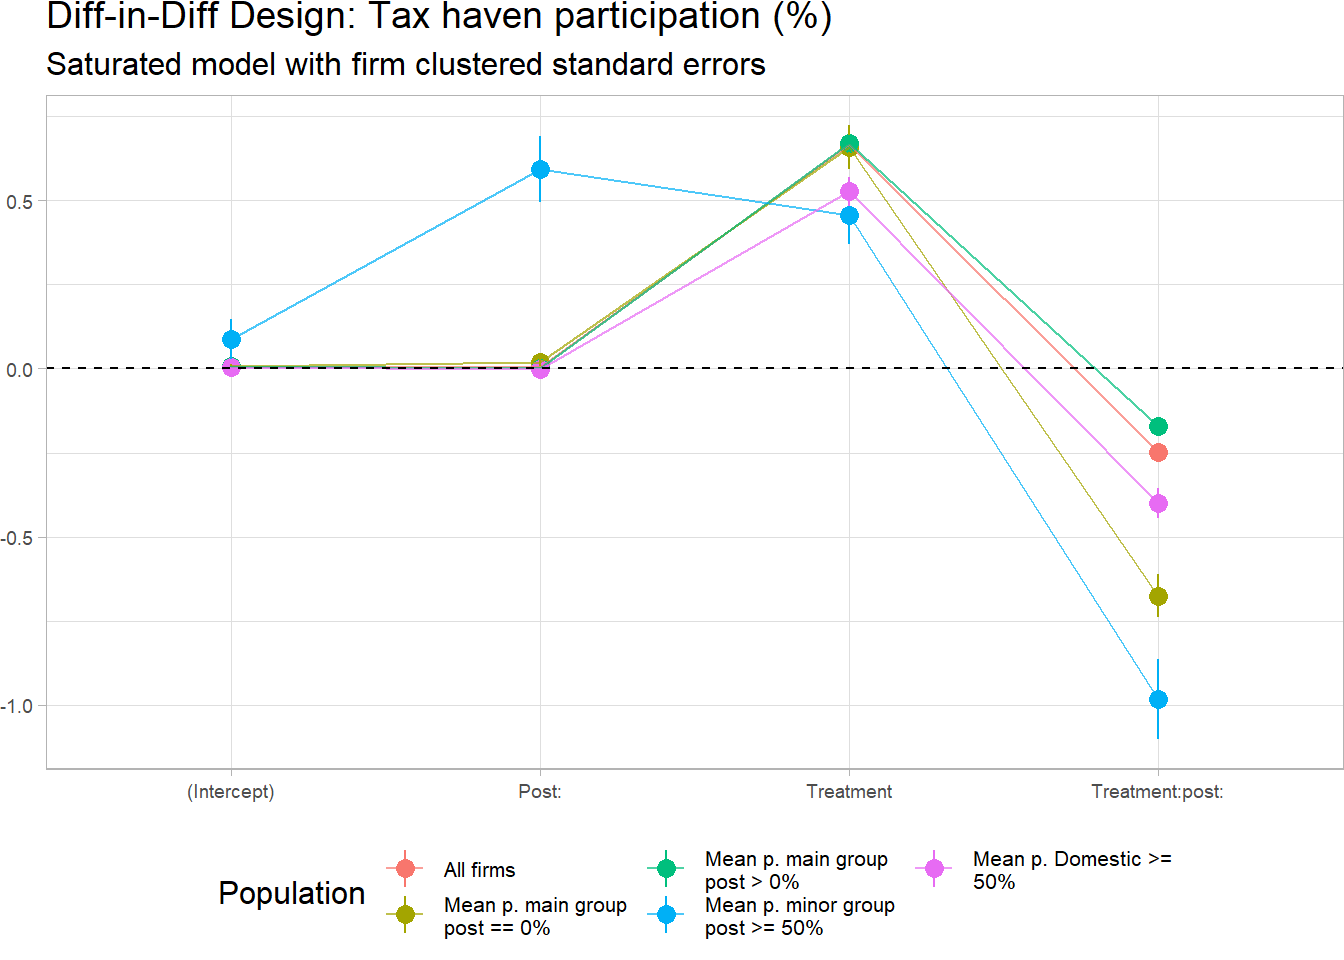 Diff-in-Diff Design: Tax haven participation (%)
Saturated model with firm clustered standard errors
0.5
0.0
-0.5
-1.0
(Intercept)
Post:
Treatment
Treatment:post:
Population
All firms
Mean p. main group
post == 0%
Mean p. main group
post > 0%
Mean p. minor group
post >= 50%
Mean p. Domestic >=
50%